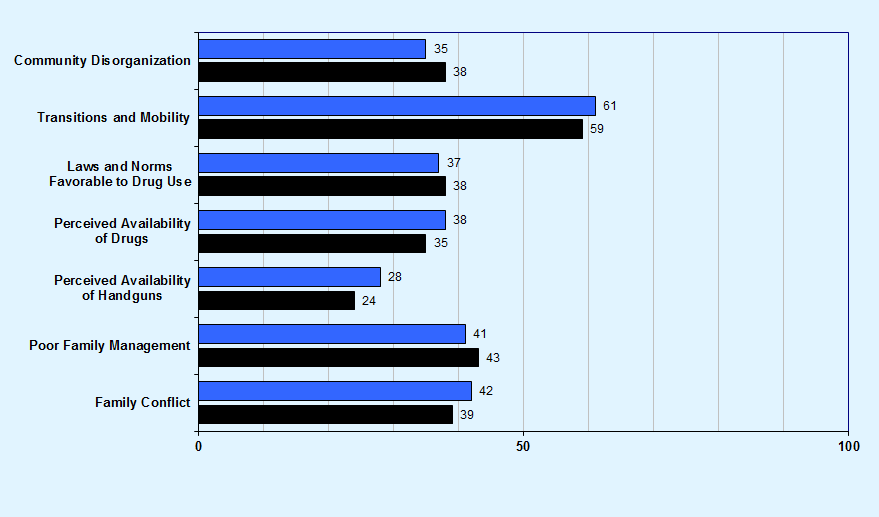 Community Disorganization
35
38
Transitions and Mobility
61
59
Laws and Norms
Favorable to Drug Use
37
38
Perceived Availability
of Drugs
38
35
Perceived Availability
of Handguns
28
24
Poor Family Management
41
43
Family Conflict
42
39
0
50
100